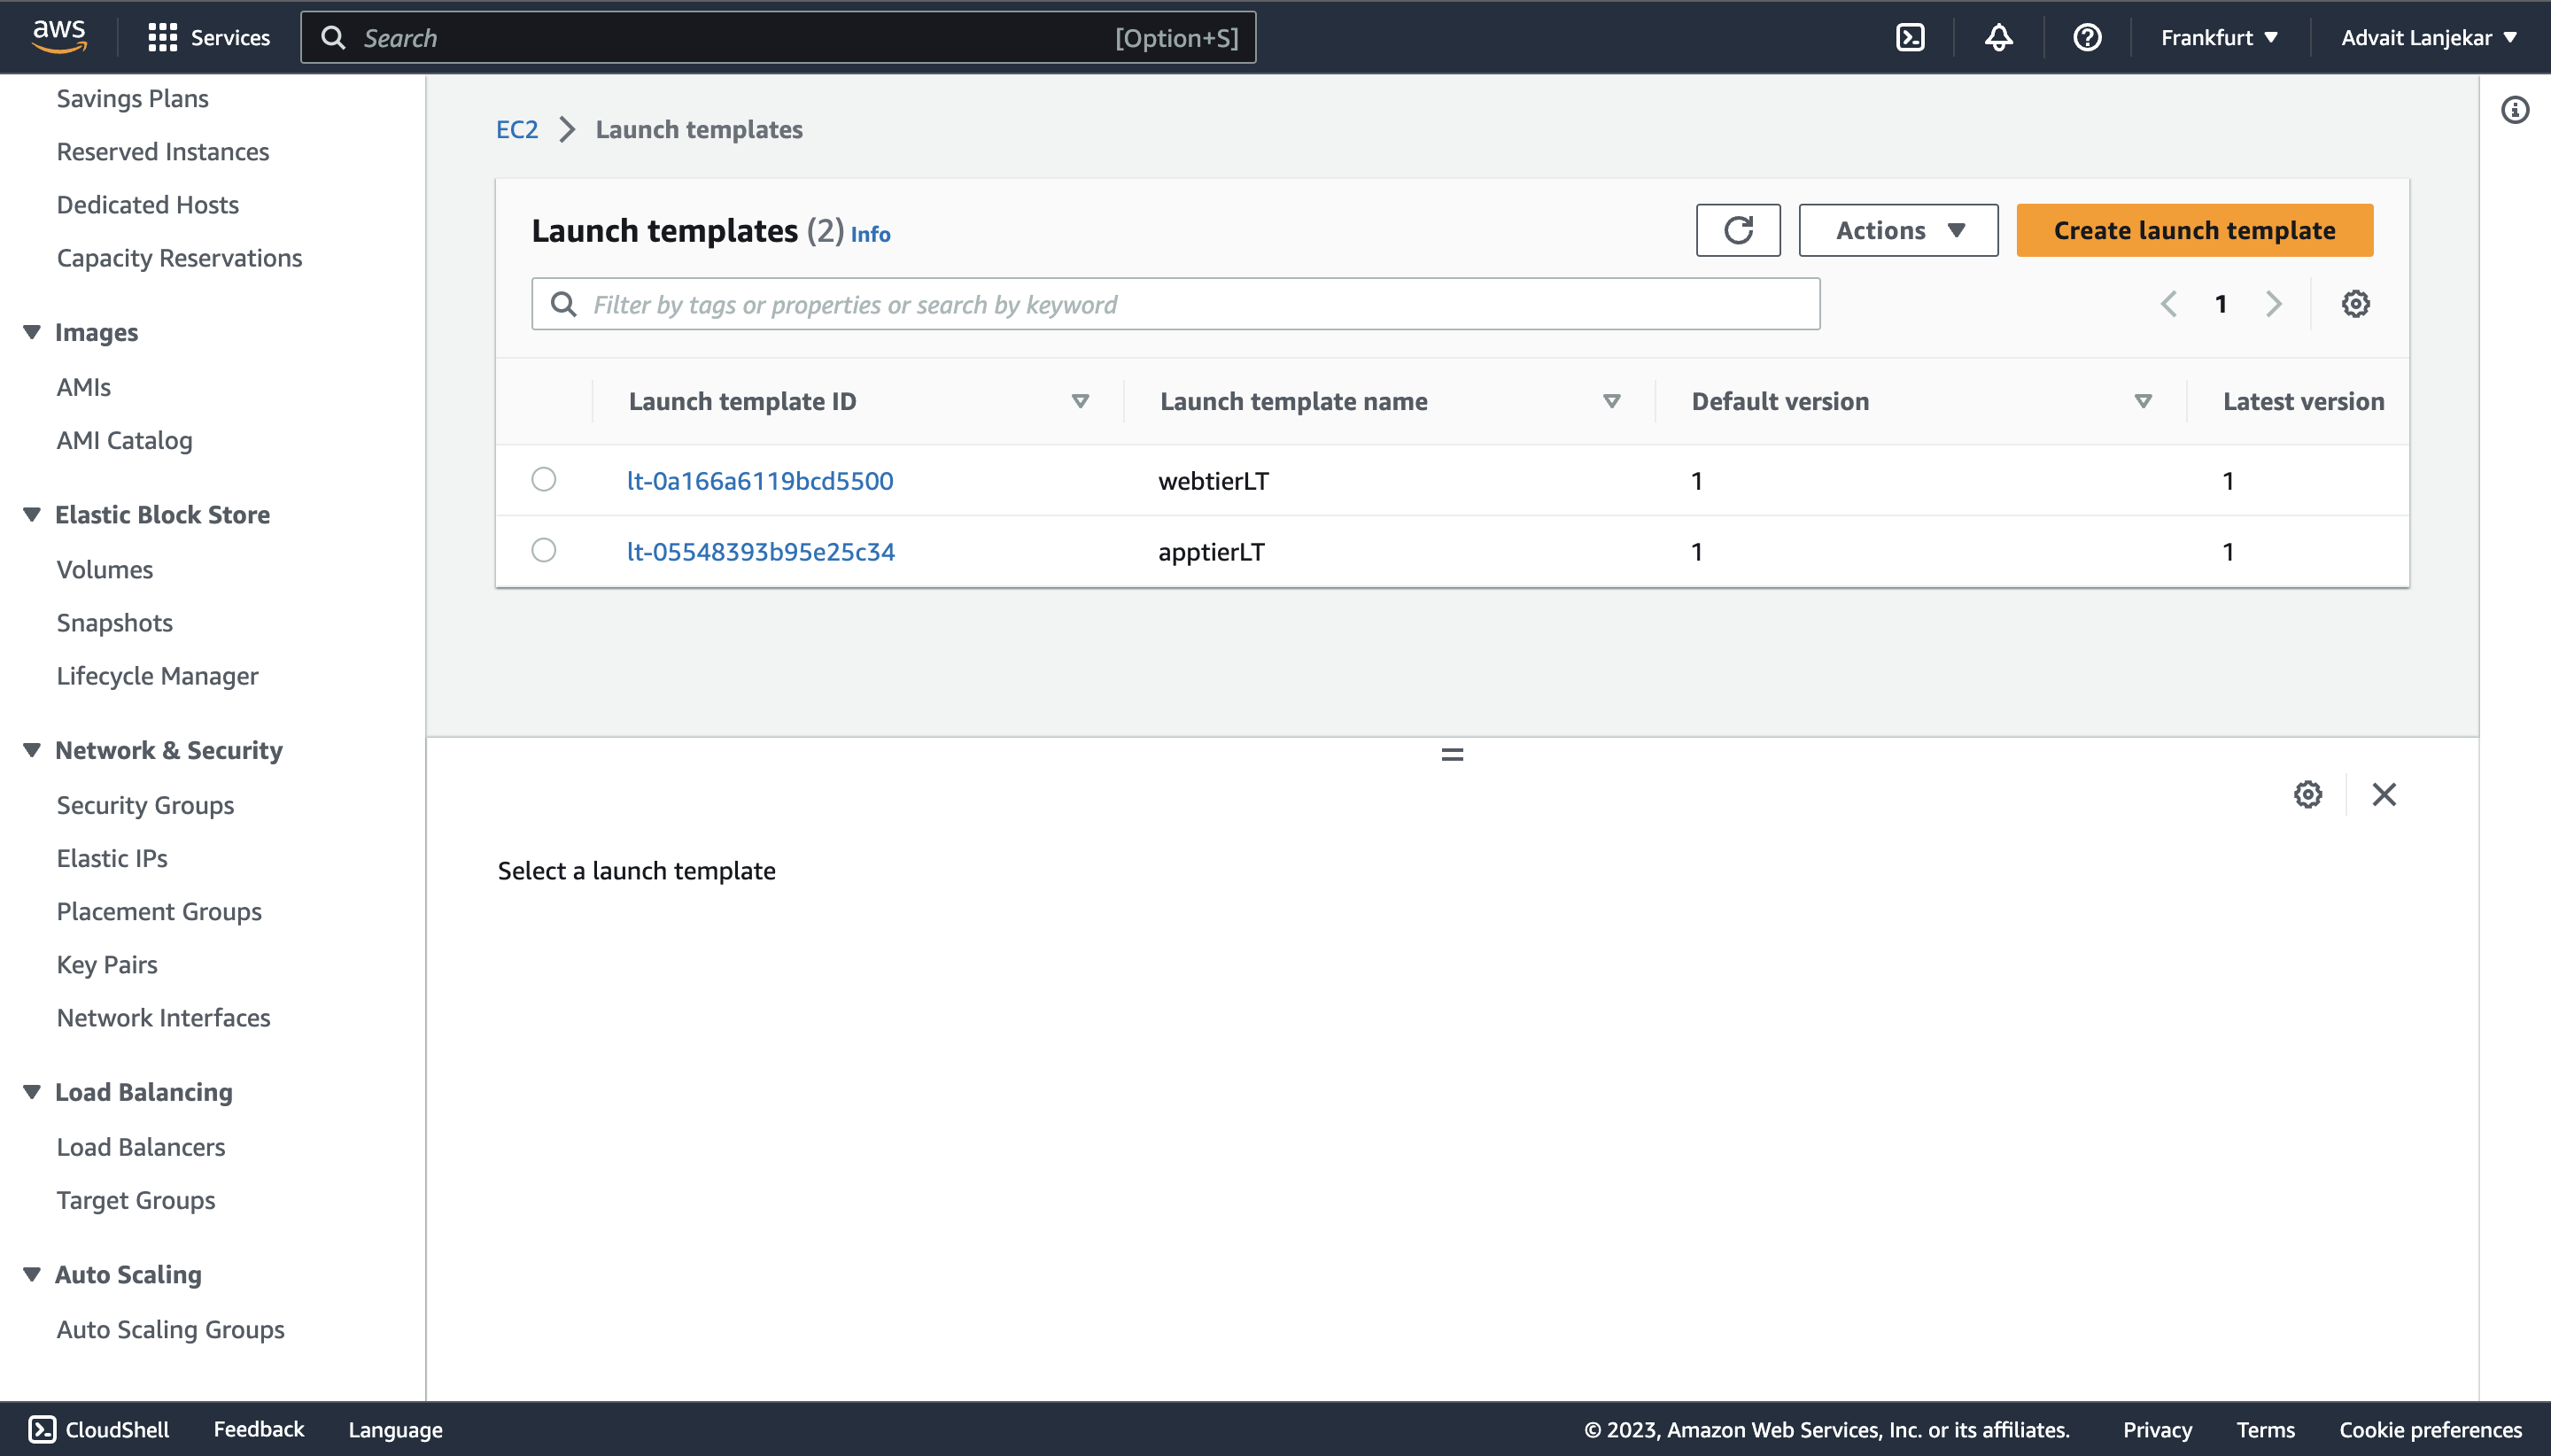 aws
Services
Search
[Option+S]
Frankfurt
Advait Lanjekar
Savings Plans
Reserved Instances
Dedicated Hosts
Capacity Reservations
Images
AMIs
AMI Catalog
Elastic Block Store
Volumes
Snapshots
Lifecycle Manager
Network & Security
Security Groups
Elastic IPs
Placement Groups
Key Pairs
Network Interfaces
Load Balancing
Load Balancers
Target Groups
Auto Scaling
Auto Scaling Groups
EC2 Launch templates
Launch templates (2) Info
Actions
Create launch template
Filter by tags or properties or search by keyword
1
Launch template ID Launch template name Default version Latest version
lt-0a166a6119bcd5500 webtierLT 1 1
lt-05548393b95e25c34 apptierLT 1 1
Select a launch template
CloudShell Feedback Language © 2023, Amazon Web Services, Inc. or its affiliates. Privacy Terms Cookie preferences